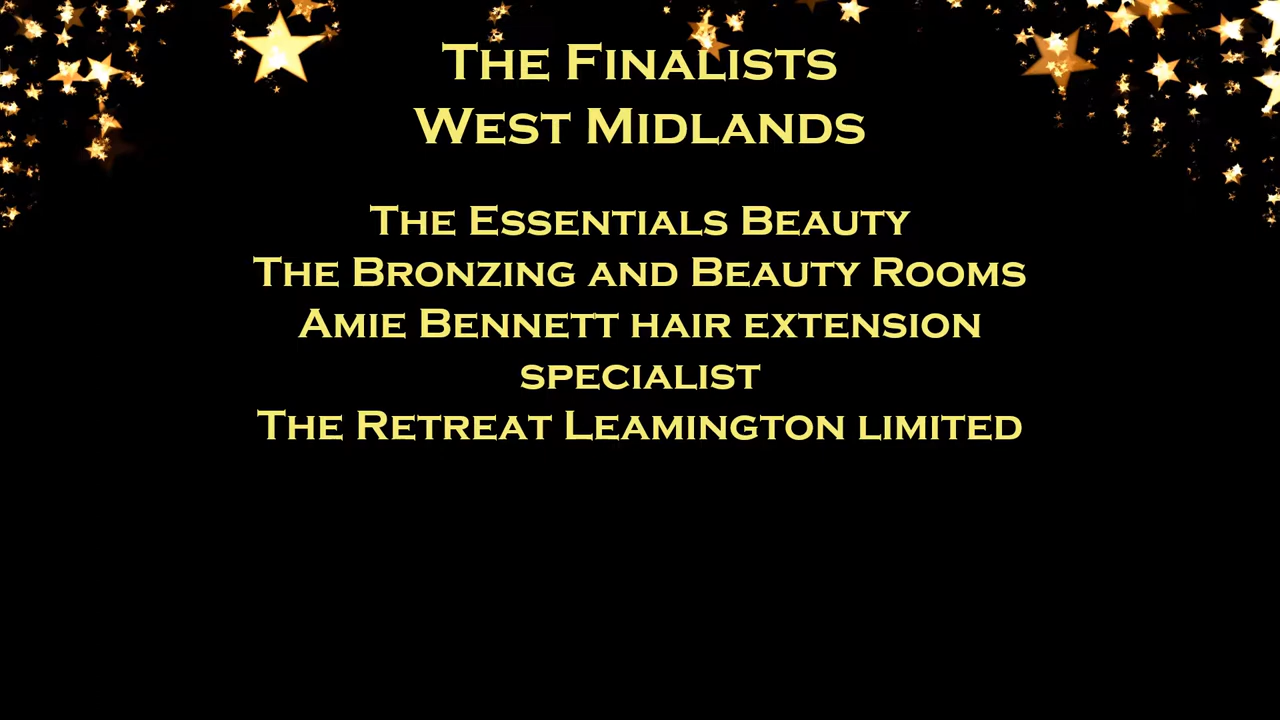 The Finalists
West Midlands
The Essentials Beauty
The Bronzing and Beauty Rooms
Amie Bennett hair extension
specialist
The Retreat Leamington limited